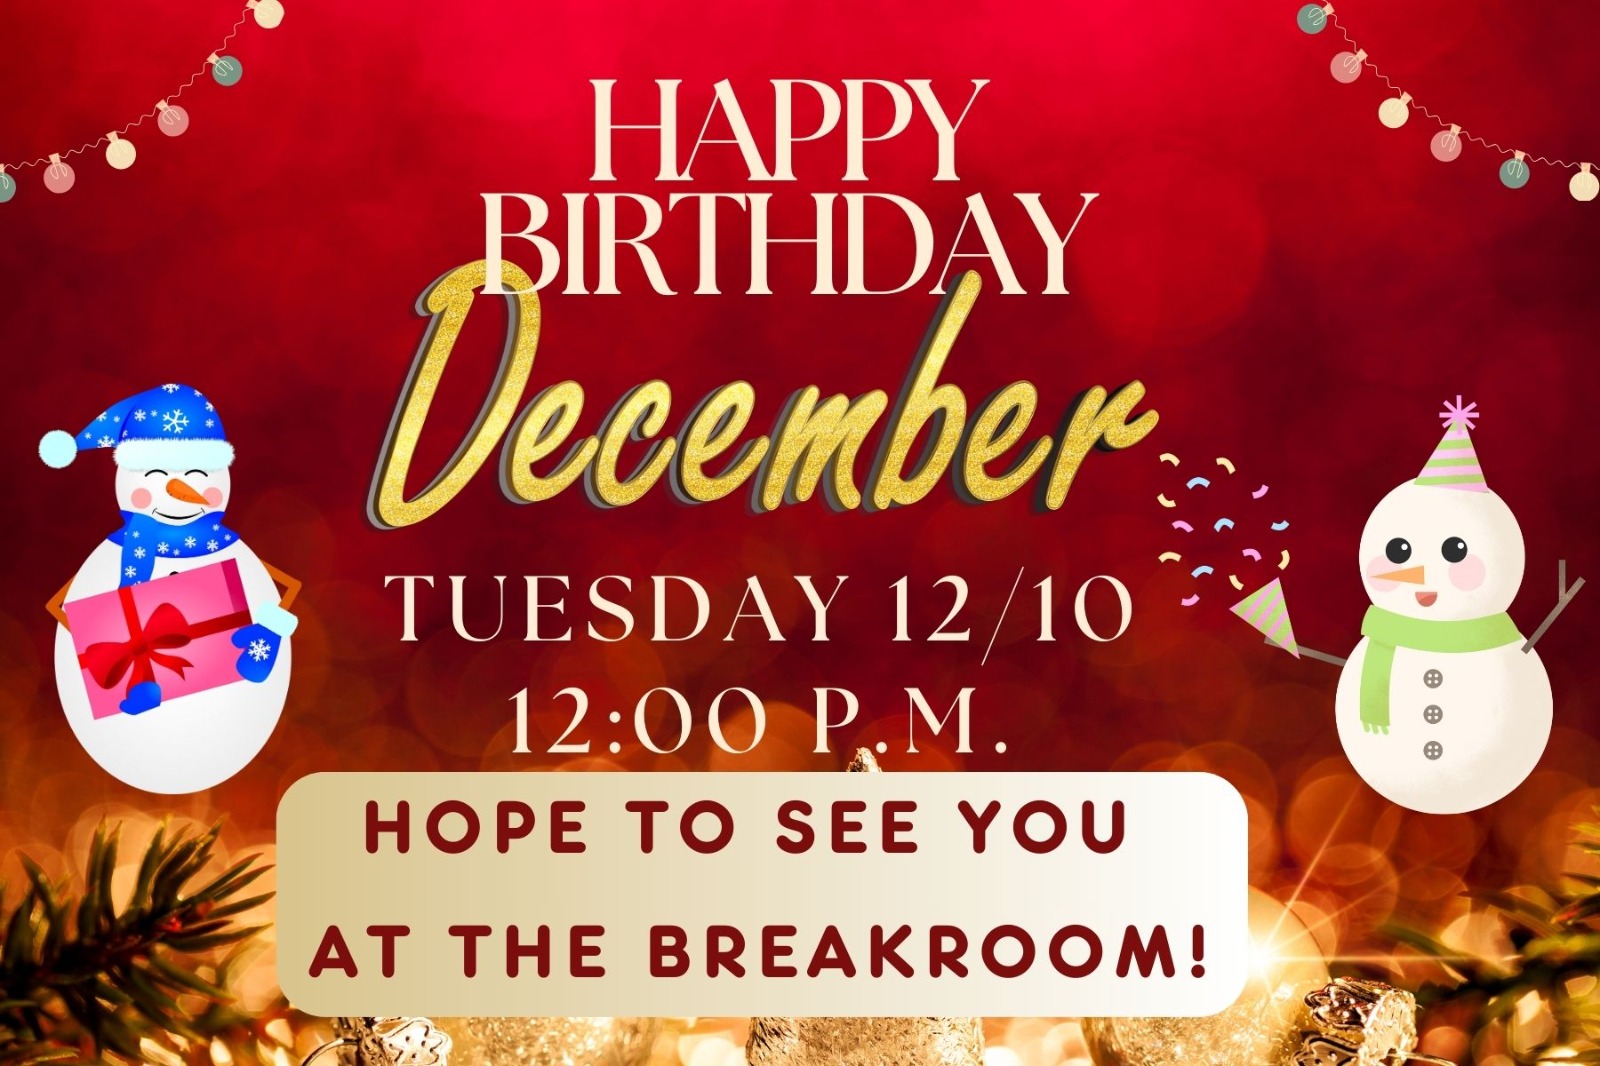 HAPPY
BIRTHDAY
December
TUESDAY 12/10
12:00 P.M.
HOPE TO SEE YOU
AT THE BREAKROOM!